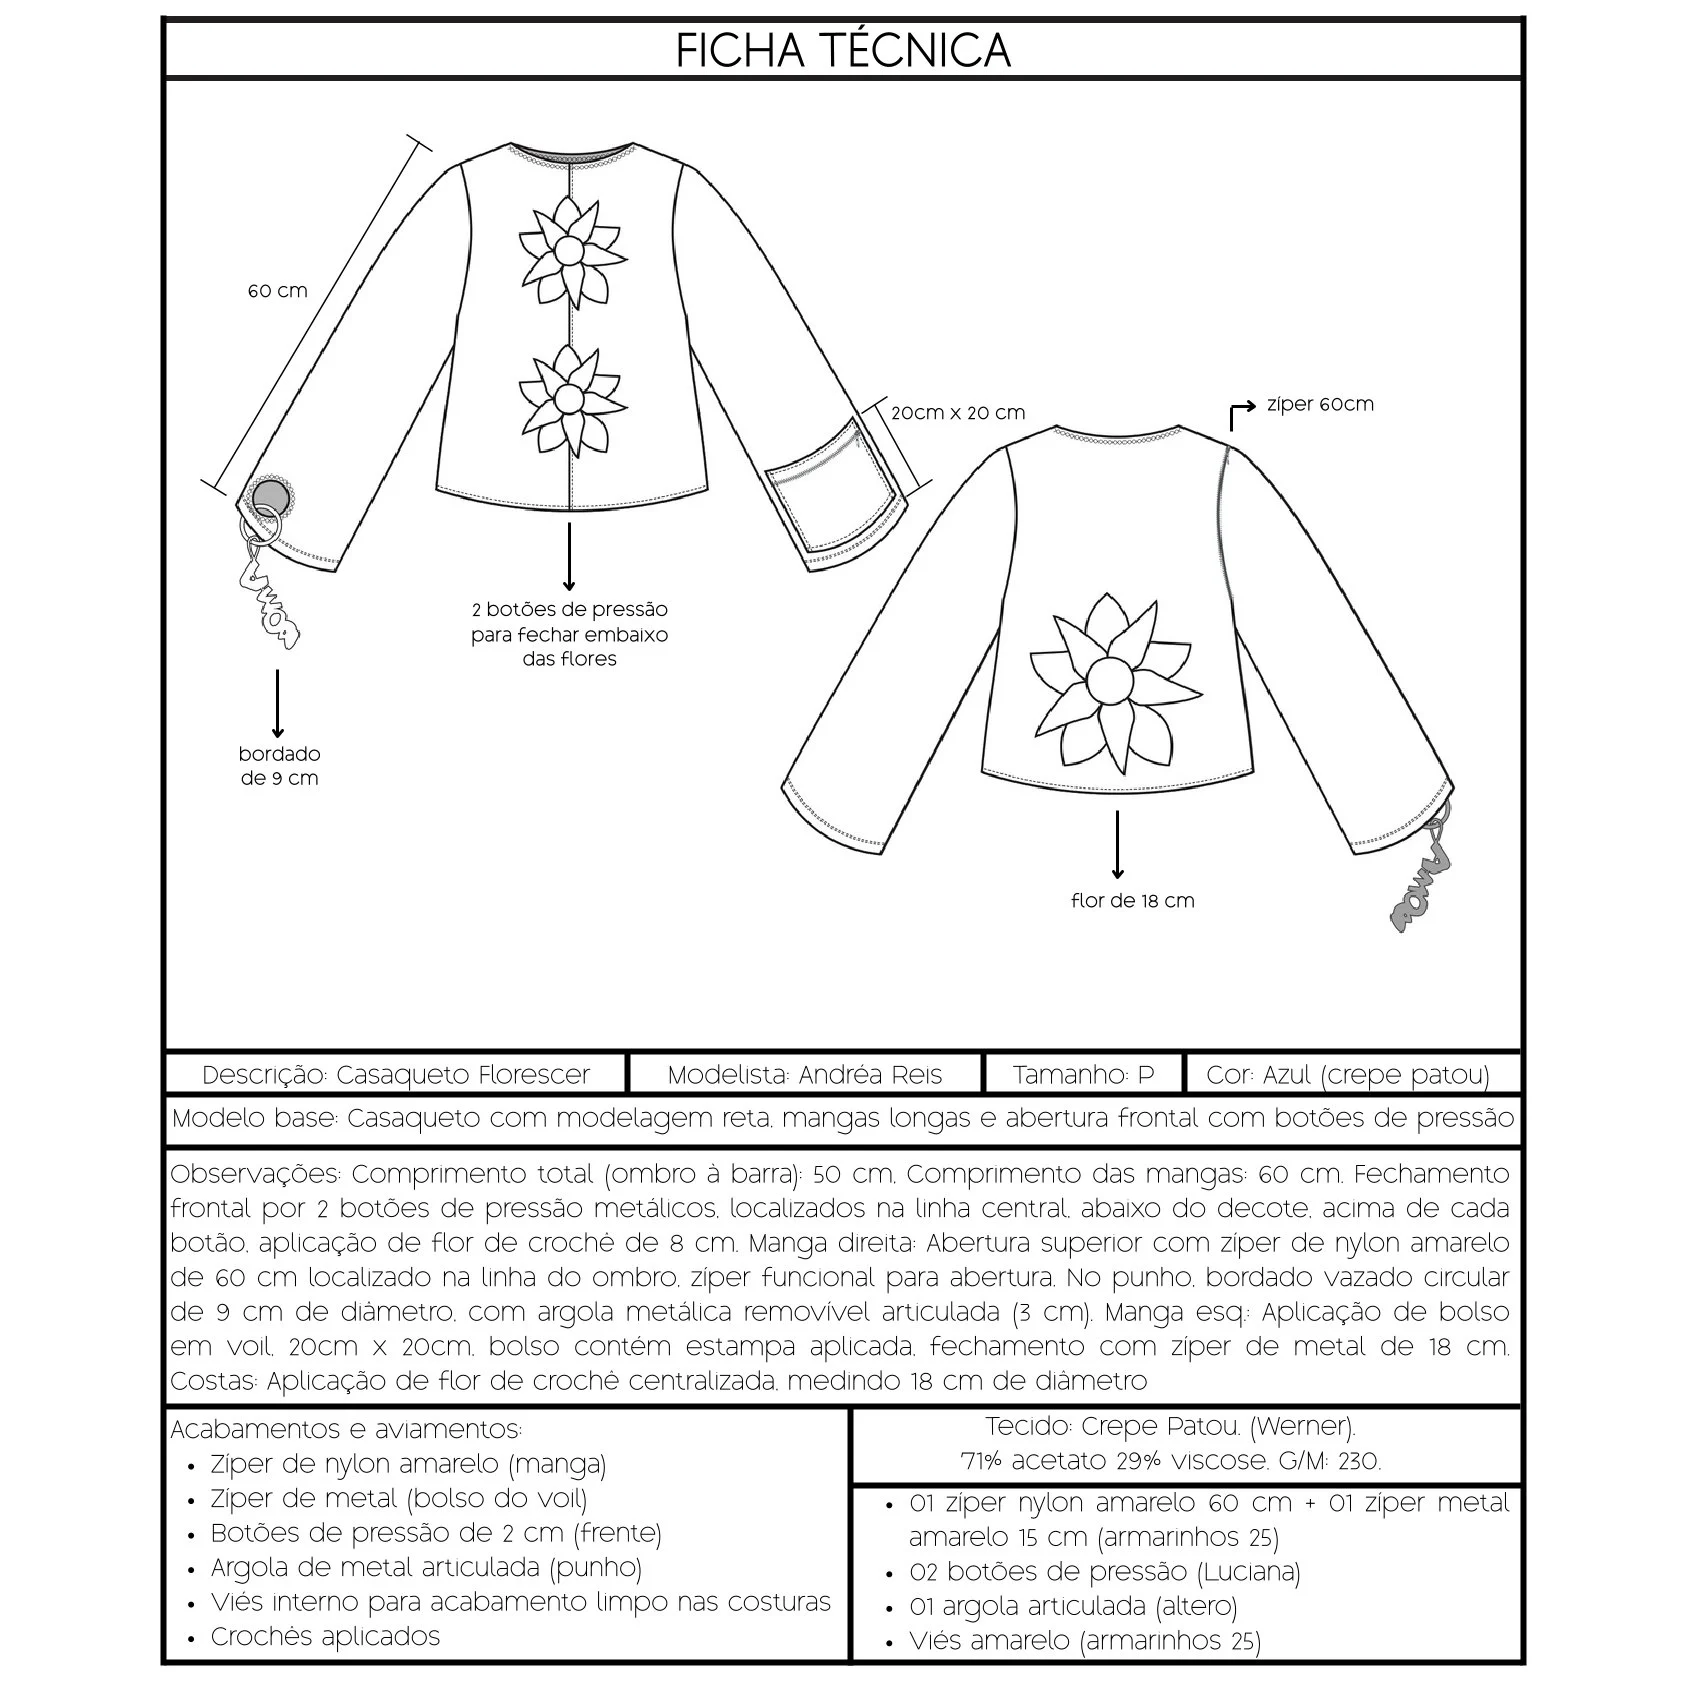 FICHA TÉCNICA
60 cm
20cm x 20 cm
zíper 60cm
2 botões de pressão
para fechar embaixo
das flores
bordado
de 9 cm
flor de 18 cm
Descrição: Casaqueto Florescer
Modelista: Andréa Reis
Tamanho: P
Cor: Azul (crepe patou)
Modelo base: Casaqueto com modelagem reta, mangas longas e abertura frontal com botões de pressão
Observações: Comprimento total (ombro à barra): 50 cm, Comprimento das mangas: 60 cm. Fechamento
frontal por 2 botões de pressão metálicos, localizados na linha central, abaixo do decote, acima de cada
botão, aplicação de flor de crochê de 8 cm. Manga direita: Abertura superior com zíper de nylon amarelo
de 60 cm localizado na linha do ombro, zíper funcional para abertura. No punho, bordado vazado circular
de 9 cm de diâmetro, com argola metálica removível articulada (3 cm). Manga esq.: Aplicação de bolso
em voil, 20cm x 20cm, bolso contém estampa aplicada, fechamento com zíper de metal de 18 cm.
Costas: Aplicação de flor de crochê centralizada, medindo 18 cm de diâmetro
Acabamentos e aviamentos:
• Zíper de nylon amarelo (manga)
• Zíper de metal (bolso do voil)
• Botões de pressão de 2 cm (frente)
• Argola de metal articulada (punho)
• Viés interno para acabamento limpo nas costuras
• Crochês aplicados
Tecido: Crepe Patou. (Werner).
71% acetato 29% viscose. G/M: 230.
• 01 zíper nylon amarelo 60 cm + 01 zíper metal
amarelo 15 cm (armarinhos 25)
• 02 botões de pressão (Luciana)
• 01 argola articulada (altero)
• Viés amarelo (armarinhos 25)